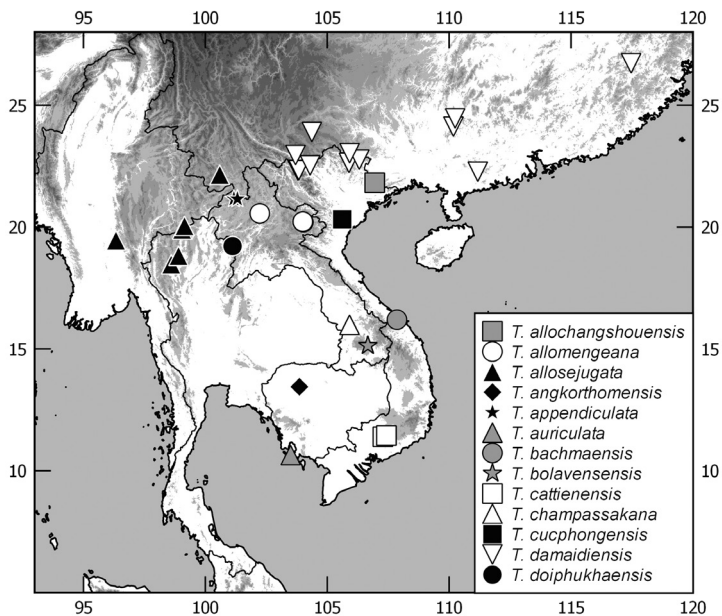 95 100 105 110 115 120
25
20
15
10
95 100 105 110 115 120
25
20
15
10
T. allochangshouensis
T. allomengeana
T. allosejugata
T. angkorthomensis
T. appendiculata
T. auriculata
T. bachmaensis
T. bolavensensis
T. cattienensis
T. champassakana
T. cucphongensis
T. damaidiensis
T. doiphukhaensis